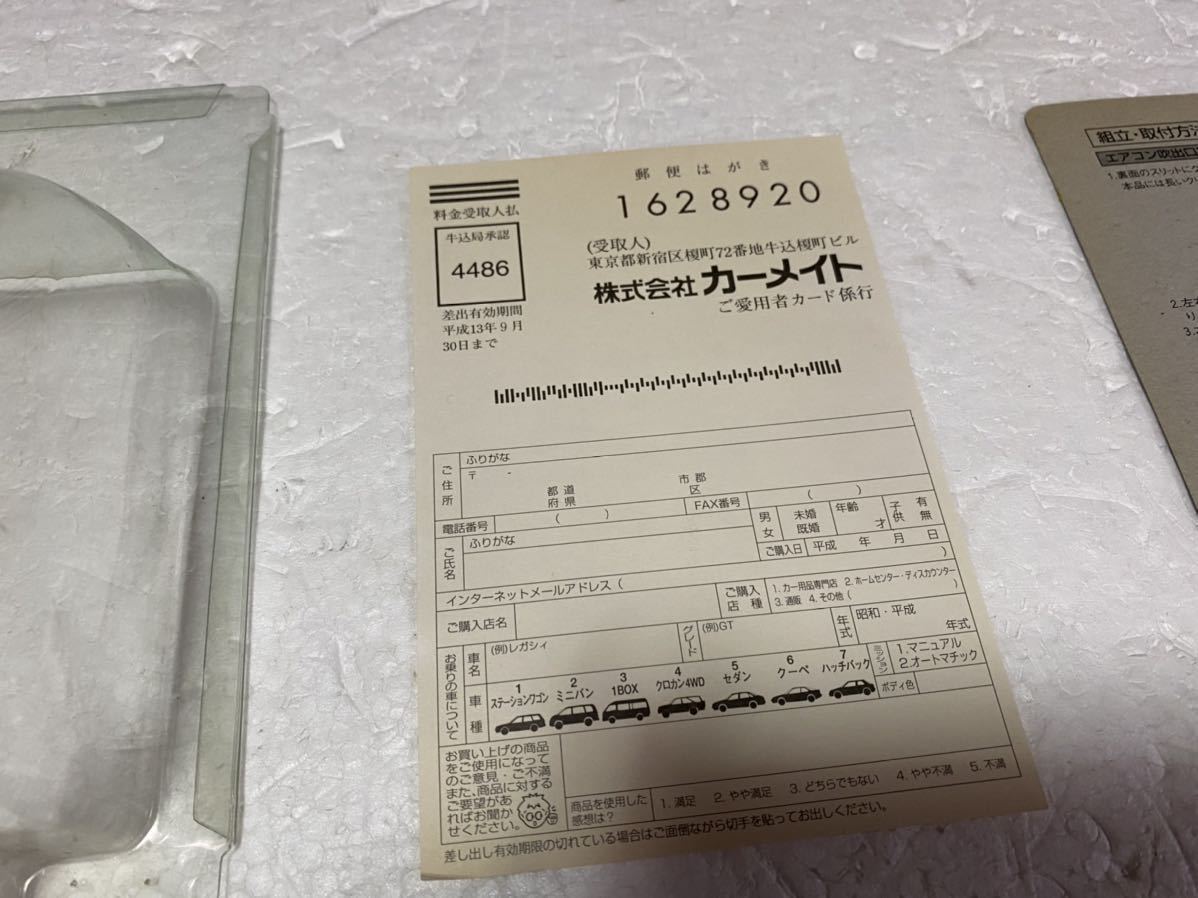 郵便はがき
1628920
料金受取人払
牛込局承認
4486
差出有効期間
平成13年9月
30日まで
(受取人)
東京都新宿区榎町72番地牛込榎町ビル
株式会社 カーメイト
ご愛用者カード係行
ご住所
ふりがな
〒 -
都道
府県
市郡
区
電話番号
( )
FAX番号
( )
ご氏名
ふりがな
男
女
未婚
既婚
年齢
才
子供
有
無
ご購入日
平成 年 月 日
インターネットメールアドレス ( )
ご購入店名
ご購入
店種
1. カー用品専門店 2. ホームセンター・ディスカウンター
3. 通販 4. その他 ( )
お乗りの車について
車名
(例)レガシィ
グレード
(例)GT
年式
昭和・平成
年式
車種
1
ステーションワゴン
2
ミニバン
3
1BOX
4
クロカン4WD
5
セダン
6
クーペ
7
ハッチバック
ミッション
1.マニュアル
2.オートマチック
ボディ色
お買い上げの商品
をご使用になって
のご意見・ご不満
また、商品に対する
ご要望があ
ればお聞か
せください。
商品を使用した
感想は?
1. 満足 2. やや満足 3. どちらでもない 4. やや不満 5. 不満
差し出し有効期限の切れている場合はご面倒ながら切手を貼ってお出しください。
組立・取付方
エアコン吹出口
1.裏面のスリットに
本品には長いク
2.左
り
3.